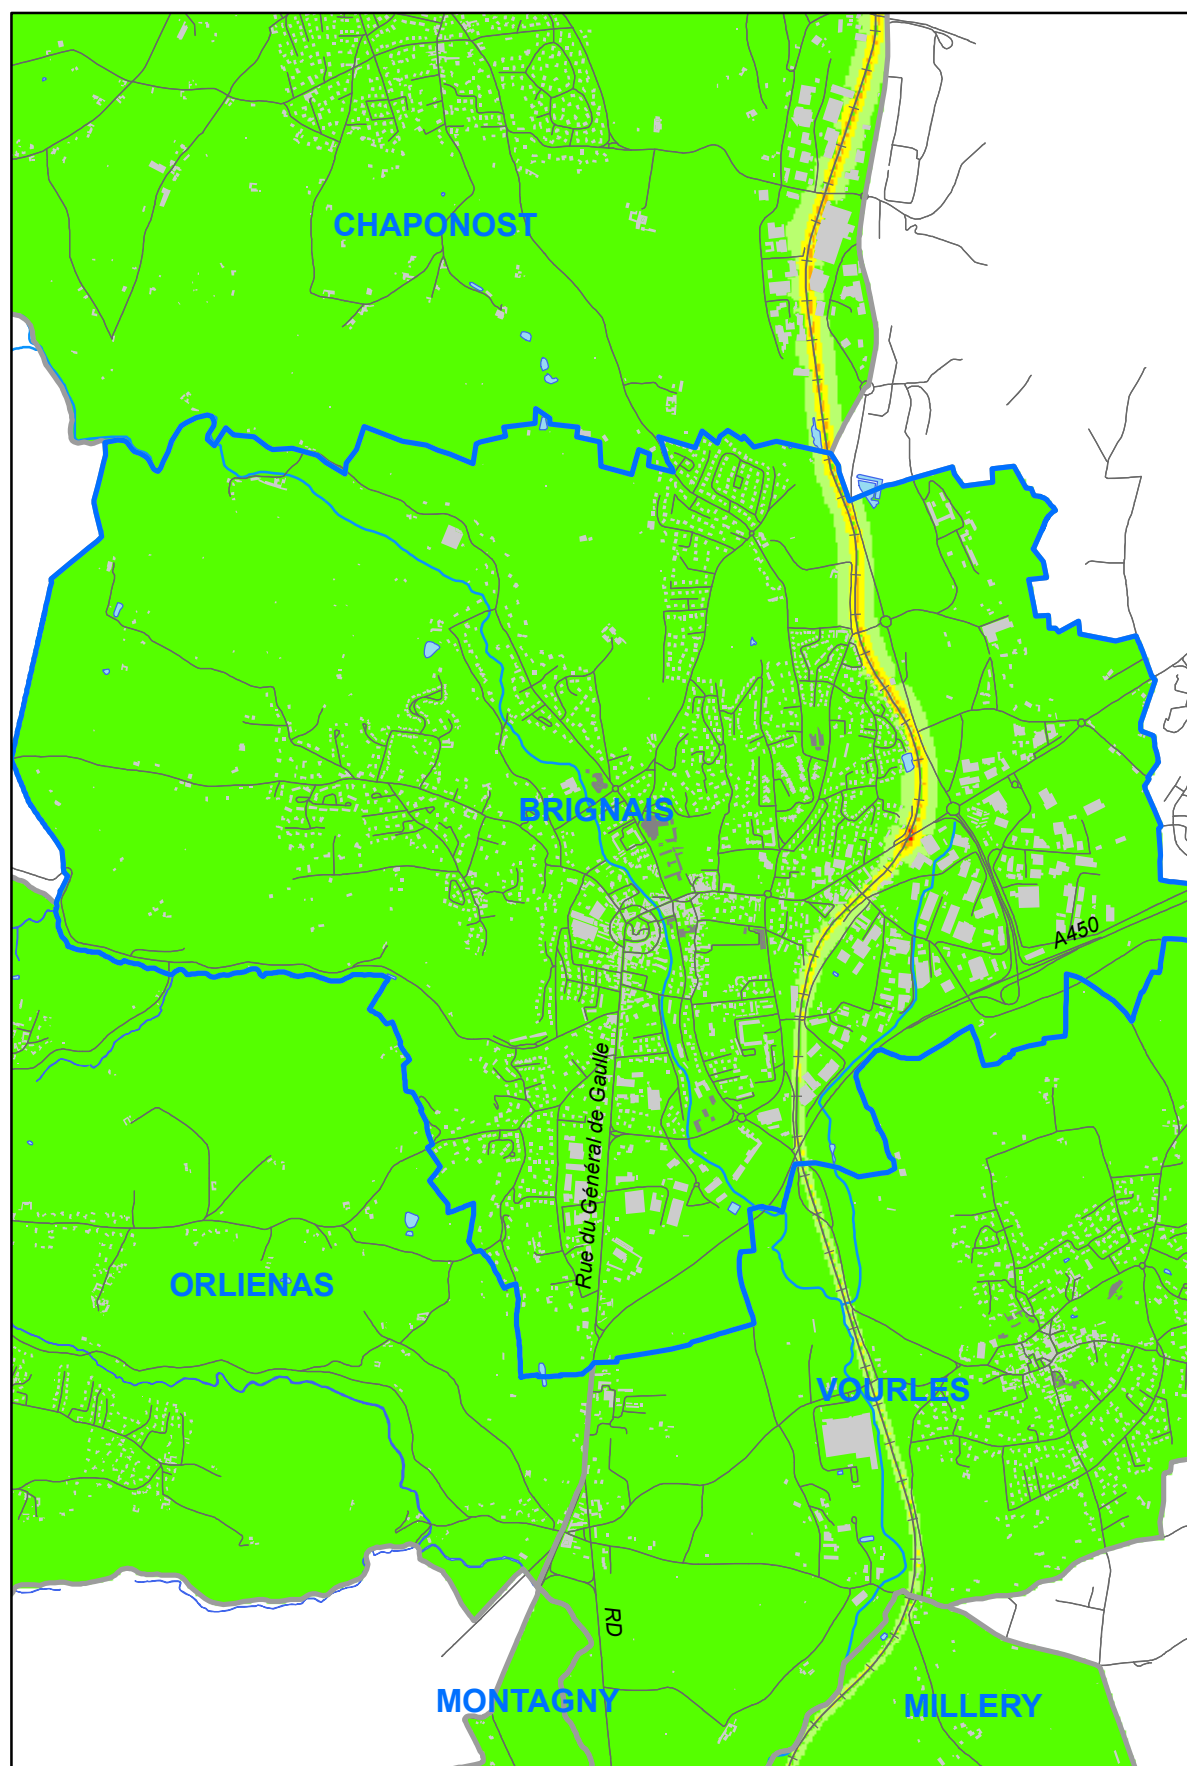 CHAPONOST
BRIGNAIS
A450
Rue du Général de Gaulle
ORLIENAS
VOURLES
RD
MONTAGNY
MILLERY